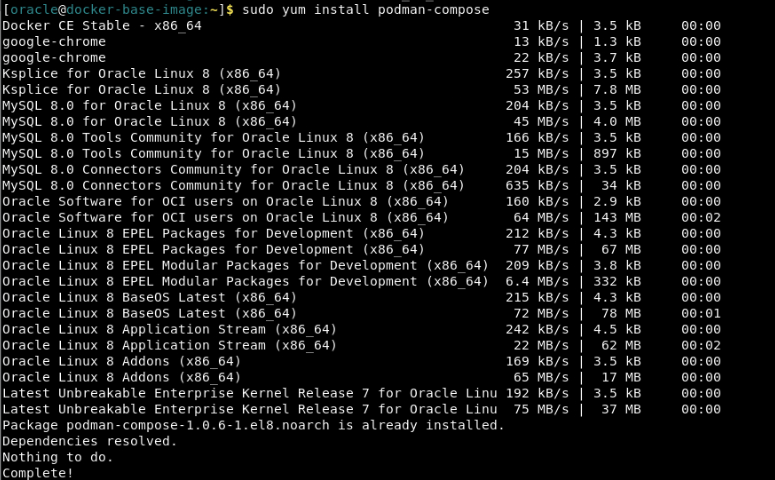 [oracle@docker-base-image:~]$ sudo yum install podman-compose
Docker CE Stable - x86_64 31 kB/s | 3.5 kB 00:00
google-chrome 13 kB/s | 1.3 kB 00:00
google-chrome 22 kB/s | 3.7 kB 00:00
Ksplice for Oracle Linux 8 (x86_64) 257 kB/s | 3.5 kB 00:00
Ksplice for Oracle Linux 8 (x86_64) 53 MB/s | 7.8 MB 00:00
MySQL 8.0 for Oracle Linux 8 (x86_64) 204 kB/s | 3.5 kB 00:00
MySQL 8.0 for Oracle Linux 8 (x86_64) 45 MB/s | 4.0 MB 00:00
MySQL 8.0 Tools Community for Oracle Linux 8 (x86_64) 166 kB/s | 3.5 kB 00:00
MySQL 8.0 Tools Community for Oracle Linux 8 (x86_64) 15 MB/s | 897 kB 00:00
MySQL 8.0 Connectors Community for Oracle Linux 8 (x86_64) 204 kB/s | 3.5 kB 00:00
MySQL 8.0 Connectors Community for Oracle Linux 8 (x86_64) 635 kB/s | 34 kB 00:00
Oracle Software for OCI users on Oracle Linux 8 (x86_64) 160 kB/s | 2.9 kB 00:00
Oracle Software for OCI users on Oracle Linux 8 (x86_64) 64 MB/s | 143 MB 00:02
Oracle Linux 8 EPEL Packages for Development (x86_64) 212 kB/s | 4.3 kB 00:00
Oracle Linux 8 EPEL Packages for Development (x86_64) 77 MB/s | 67 MB 00:00
Oracle Linux 8 EPEL Modular Packages for Development (x86_64) 209 kB/s | 3.8 kB 00:00
Oracle Linux 8 EPEL Modular Packages for Development (x86_64) 6.4 MB/s | 332 kB 00:00
Oracle Linux 8 BaseOS Latest (x86_64) 215 kB/s | 4.3 kB 00:00
Oracle Linux 8 BaseOS Latest (x86_64) 72 MB/s | 78 MB 00:01
Oracle Linux 8 Application Stream (x86_64) 242 kB/s | 4.5 kB 00:00
Oracle Linux 8 Application Stream (x86_64) 22 MB/s | 62 MB 00:02
Oracle Linux 8 Addons (x86_64) 169 kB/s | 3.5 kB 00:00
Oracle Linux 8 Addons (x86_64) 65 MB/s | 17 MB 00:00
Latest Unbreakable Enterprise Kernel Release 7 for Oracle Linu 192 kB/s | 3.5 kB 00:00
Latest Unbreakable Enterprise Kernel Release 7 for Oracle Linu 75 MB/s | 37 MB 00:00
Package podman-compose-1.0.6-1.el8.noarch is already installed.
Dependencies resolved.
Nothing to do.
Complete!